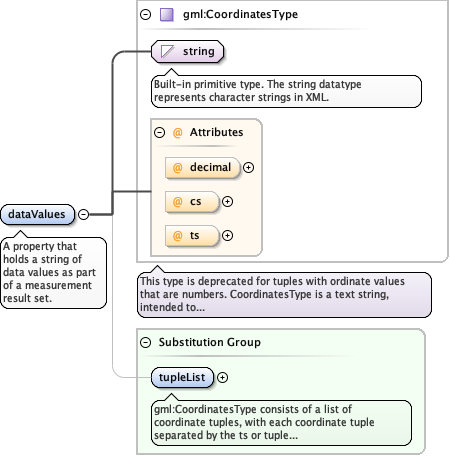 gml:CoordinatesType
string
Built-in primitive type. The string datatype
represents character strings in XML.
@ Attributes
@ decimal
@ cs
@ ts
dataValues
A property that
holds a string of
data values as part
of a measurement
result set.
This type is deprecated for tuples with ordinate values
that are numbers. CoordinatesType is a text string,
intended to...
Substitution Group
tupleList
gml:CoordinatesType consists of a list of
coordinate tuples, with each coordinate tuple
separated by the ts or tuple...